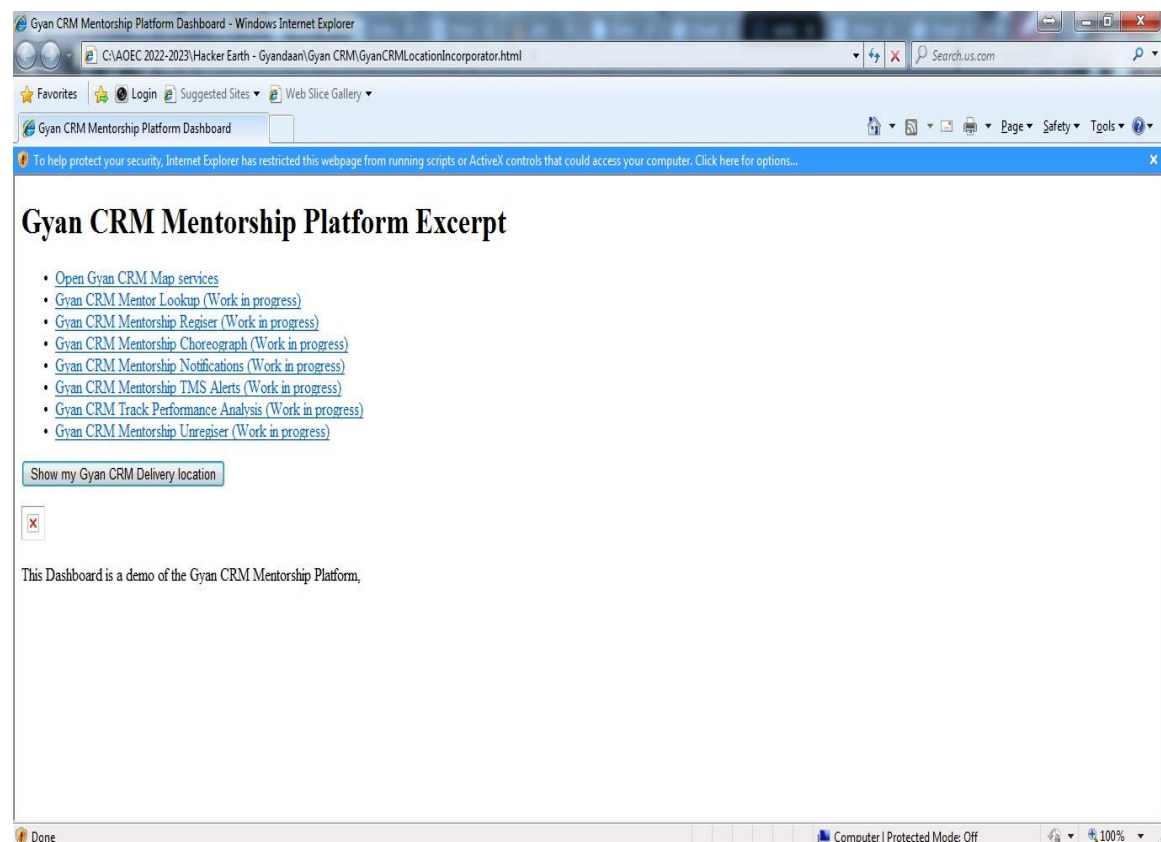 Gyan CRM Mentorship Platform Dashboard - Windows Internet Explorer
C:\AOEC 2022-2023\Hacker Earth - Gyandaan\Gyan CRM\GyanCRMLocationIncorporator.html
Search.us.com
Favorites Login Suggested Sites Web Slice Gallery
Gyan CRM Mentorship Platform Dashboard Page Safety Tools
To help protect your security, Internet Explorer has restricted this webpage from running scripts or ActiveX controls that could access your computer. Click here for options...
Gyan CRM Mentorship Platform Excerpt
• Open Gyan CRM Map services
• Gyan CRM Mentor Lookup (Work in progress)
• Gyan CRM Mentorship Regiser (Work in progress)
• Gyan CRM Mentorship Choreograph (Work in progress)
• Gyan CRM Mentorship Notifications (Work in progress)
• Gyan CRM Mentorship TMS Alerts (Work in progress)
• Gyan CRM Track Performance Analysis (Work in progress)
• Gyan CRM Mentorship Unregiser (Work in progress)
Show my Gyan CRM Delivery location
This Dashboard is a demo of the Gyan CRM Mentorship Platform,
Done Computer | Protected Mode: Off 100%